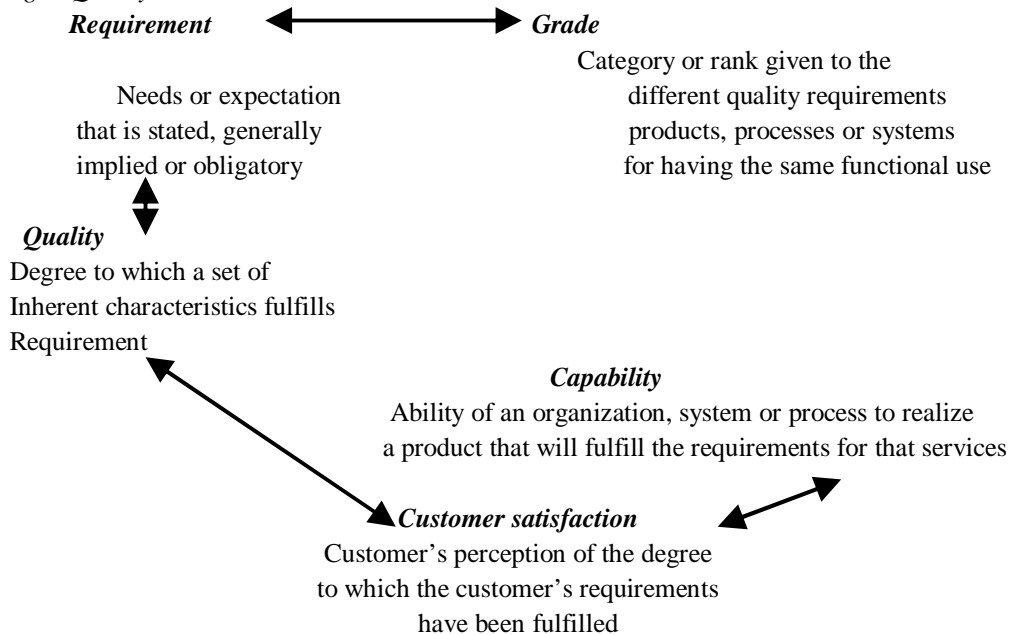 Requirement
Grade
Category or rank given to the
different quality requirements
products, processes or systems
for having the same functional use
Needs or expectation
that is stated, generally
implied or obligatory
Quality
Degree to which a set of
Inherent characteristics fulfills
Requirement
Capability
Ability of an organization, system or process to realize
a product that will fulfill the requirements for that services
Customer satisfaction
Customer’s perception of the degree
to which the customer’s requirements
have been fulfilled